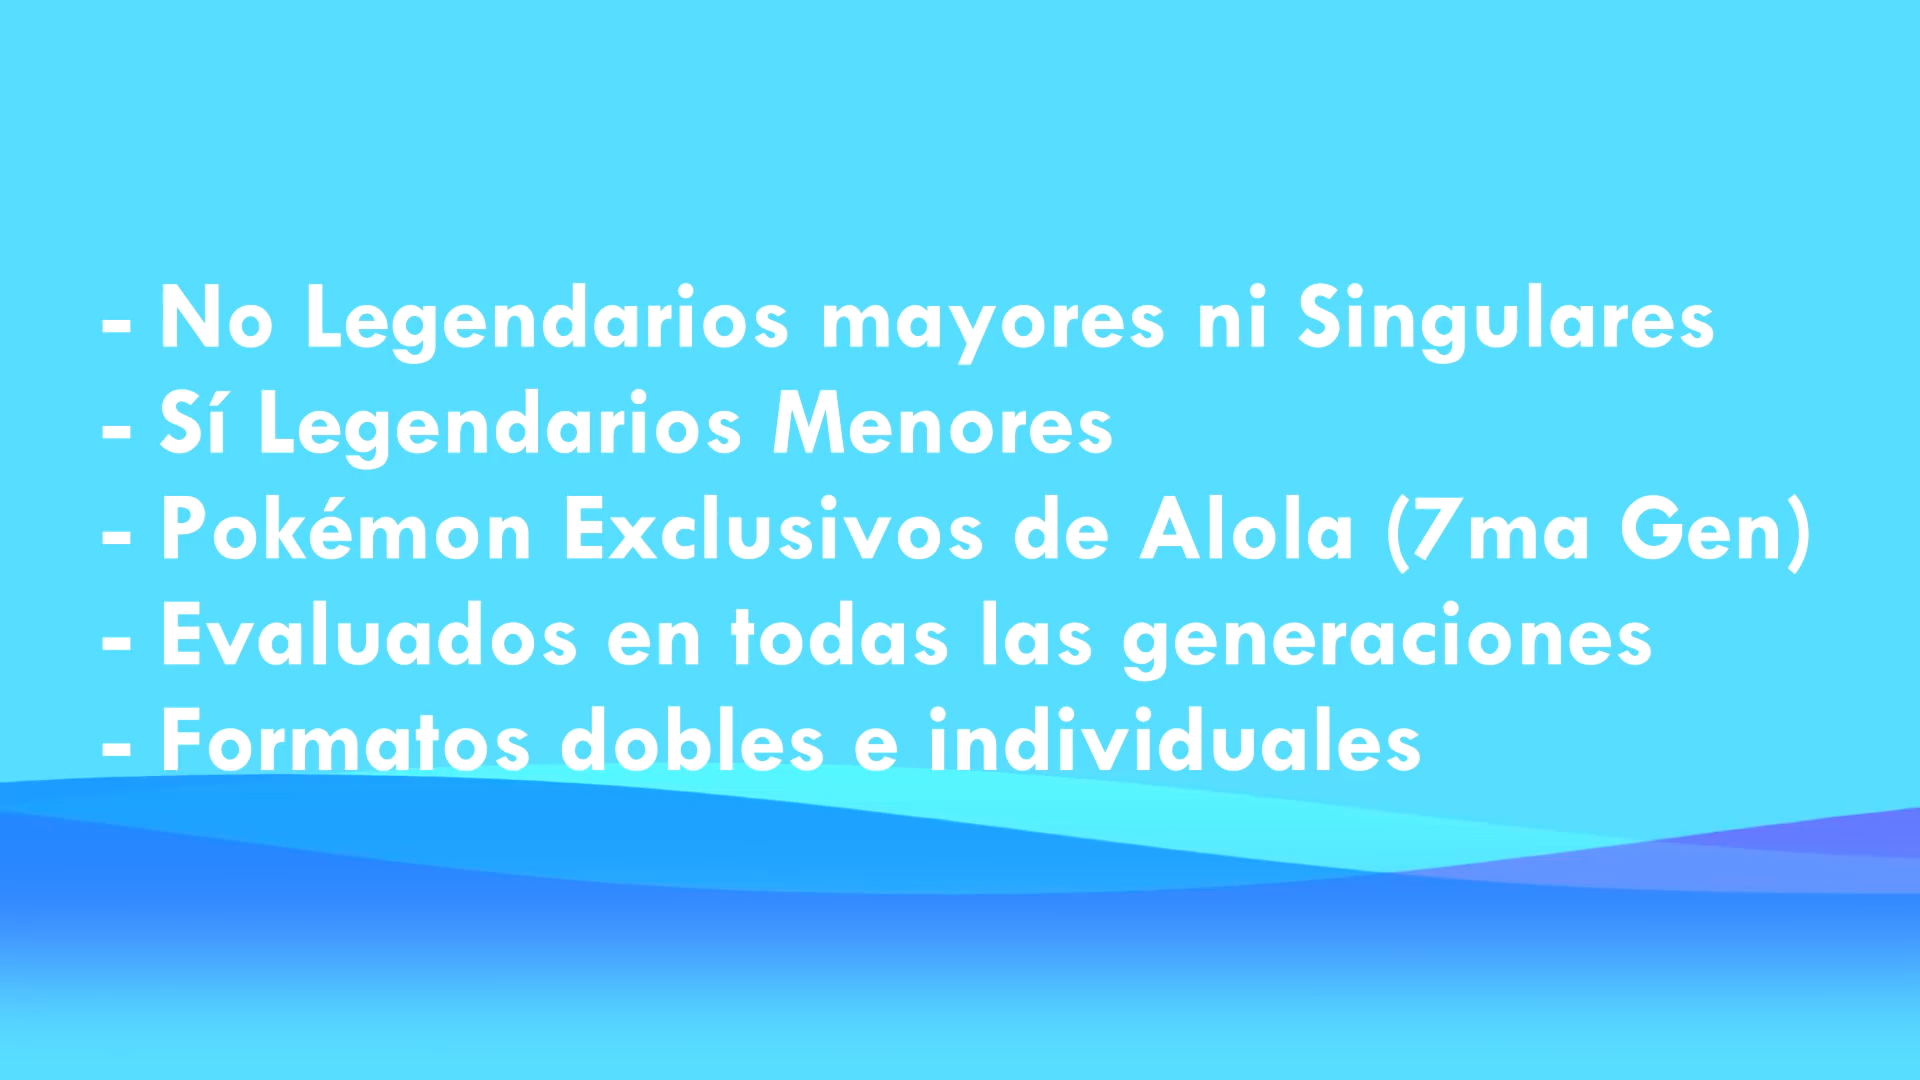 - No Legendarios mayores ni Singulares
- Sí Legendarios Menores
- Pokémon Exclusivos de Alola (7ma Gen)
- Evaluados en todas las generaciones
- Formatos dobles e individuales